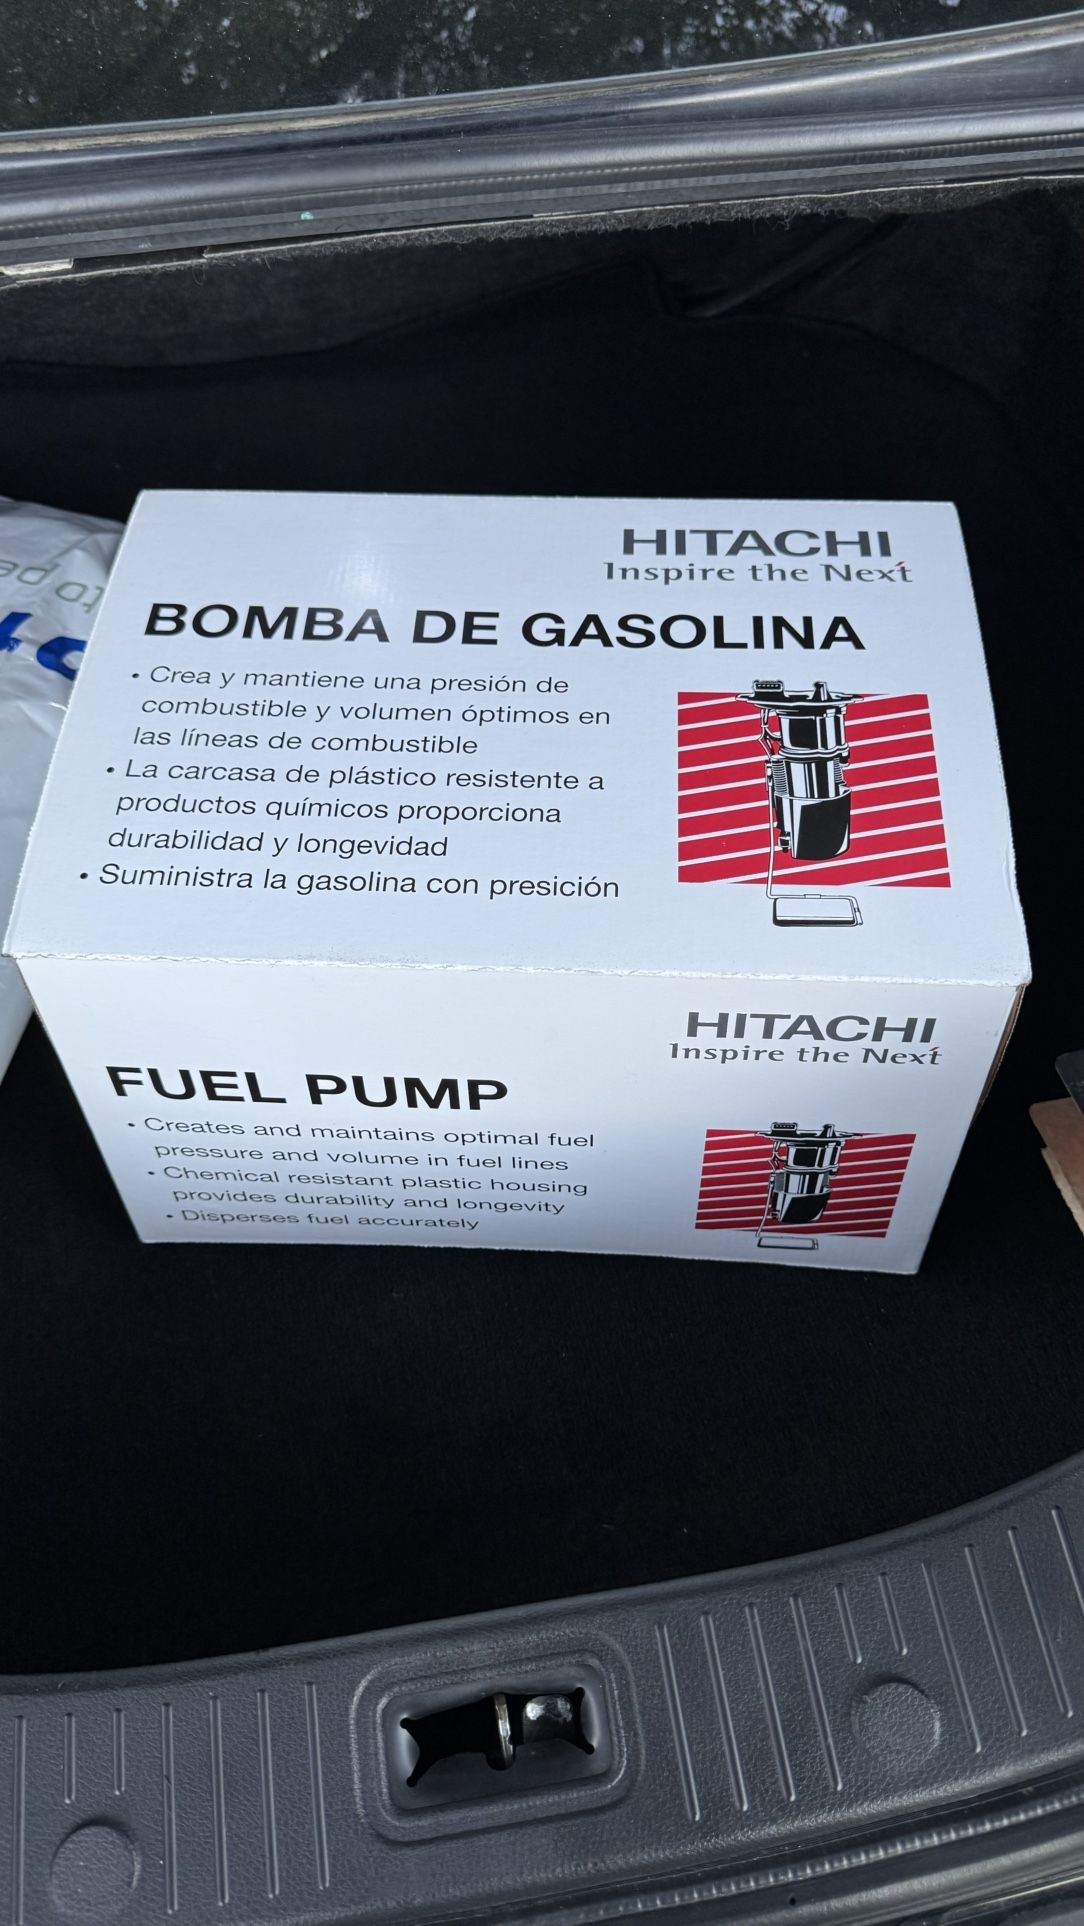 HITACHI
Inspire the Next
BOMBA DE GASOLINA
• Crea y mantiene una presión de
combustible y volumen óptimos en
las líneas de combustible
• La carcasa de plástico resistente a
productos químicos proporciona
durabilidad y longevidad
• Suministra la gasolina con presición
HITACHI
Inspire the Next
FUEL PUMP
• Creates and maintains optimal fuel
pressure and volume in fuel lines
• Chemical resistant plastic housing
provides durability and longevity
• Disperses fuel accurately